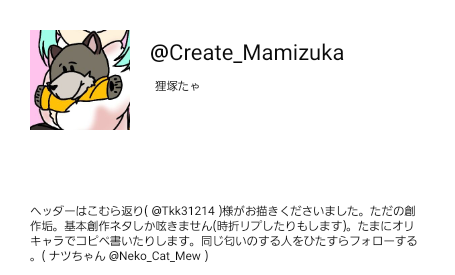 @Create_Mamizuka
狸塚たゃ
ヘッダーはこむら返り( @Tkk31214 )様がお描きくださいました。ただの創
作垢。基本創作ネタしか呟きません(時折リプしたりもします)。たまにオリ
キャラでコピペ書いたりします。同じ匂いのする人をひたすらフォローする
。( ナツちゃん @Neko_Cat_Mew )